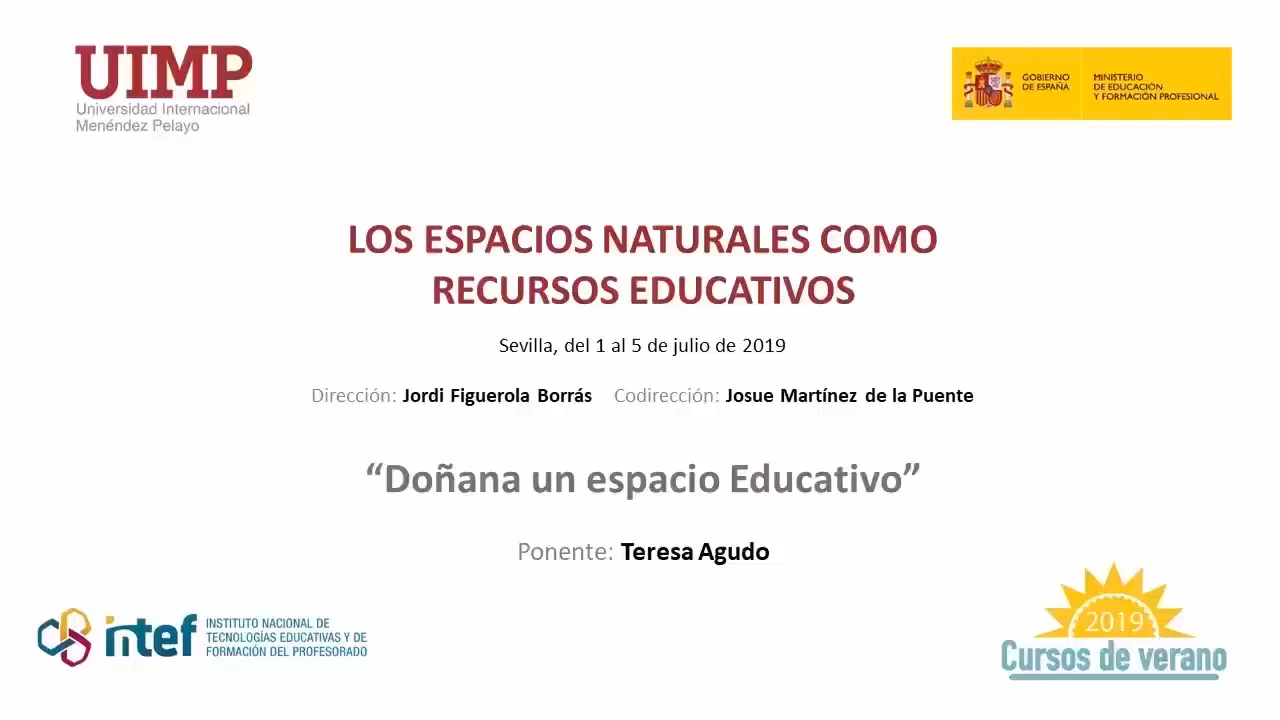 UIMP
Universidad Internacional
Menéndez Pelayo
GOBIERNO
DE ESPAÑA
MINISTERIO
DE EDUCACIÓN
Y FORMACIÓN PROFESIONAL
LOS ESPACIOS NATURALES COMO
RECURSOS EDUCATIVOS
Sevilla, del 1 al 5 de julio de 2019
Dirección: Jordi Figuerola Borrás Codirección: Josue Martínez de la Puente
“Doñana un espacio Educativo”
Ponente: Teresa Agudo
intef
INSTITUTO NACIONAL DE
TECNOLOGÍAS EDUCATIVAS Y DE
FORMACIÓN DEL PROFESORADO
2019
Cursos de verano